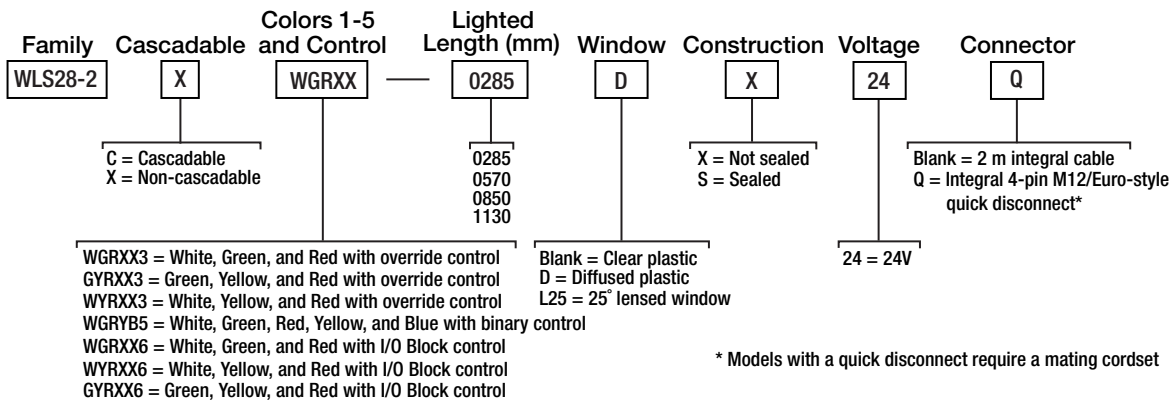 Family Cascadable Colors 1-5 and Control Lighted Length (mm) Window Construction Voltage Connector
WLS28-2 X WGRXX — 0285 D X 24 Q
C = Cascadable
X = Non-cascadable
0285
0570
0850
1130
X = Not sealed
S = Sealed
Blank = 2 m integral cable
Q = Integral 4-pin M12/Euro-style
quick disconnect*
WGRXX3 = White, Green, and Red with override control
GYRXX3 = Green, Yellow, and Red with override control
WYRXX3 = White, Yellow, and Red with override control
WGRYB5 = White, Green, Red, Yellow, and Blue with binary control
WGRXX6 = White, Green, and Red with I/O Block control
WYRXX6 = White, Yellow, and Red with I/O Block control
GYRXX6 = Green, Yellow, and Red with I/O Block control
Blank = Clear plastic
D = Diffused plastic
L25 = 25° lensed window
24 = 24V
* Models with a quick disconnect require a mating cordset